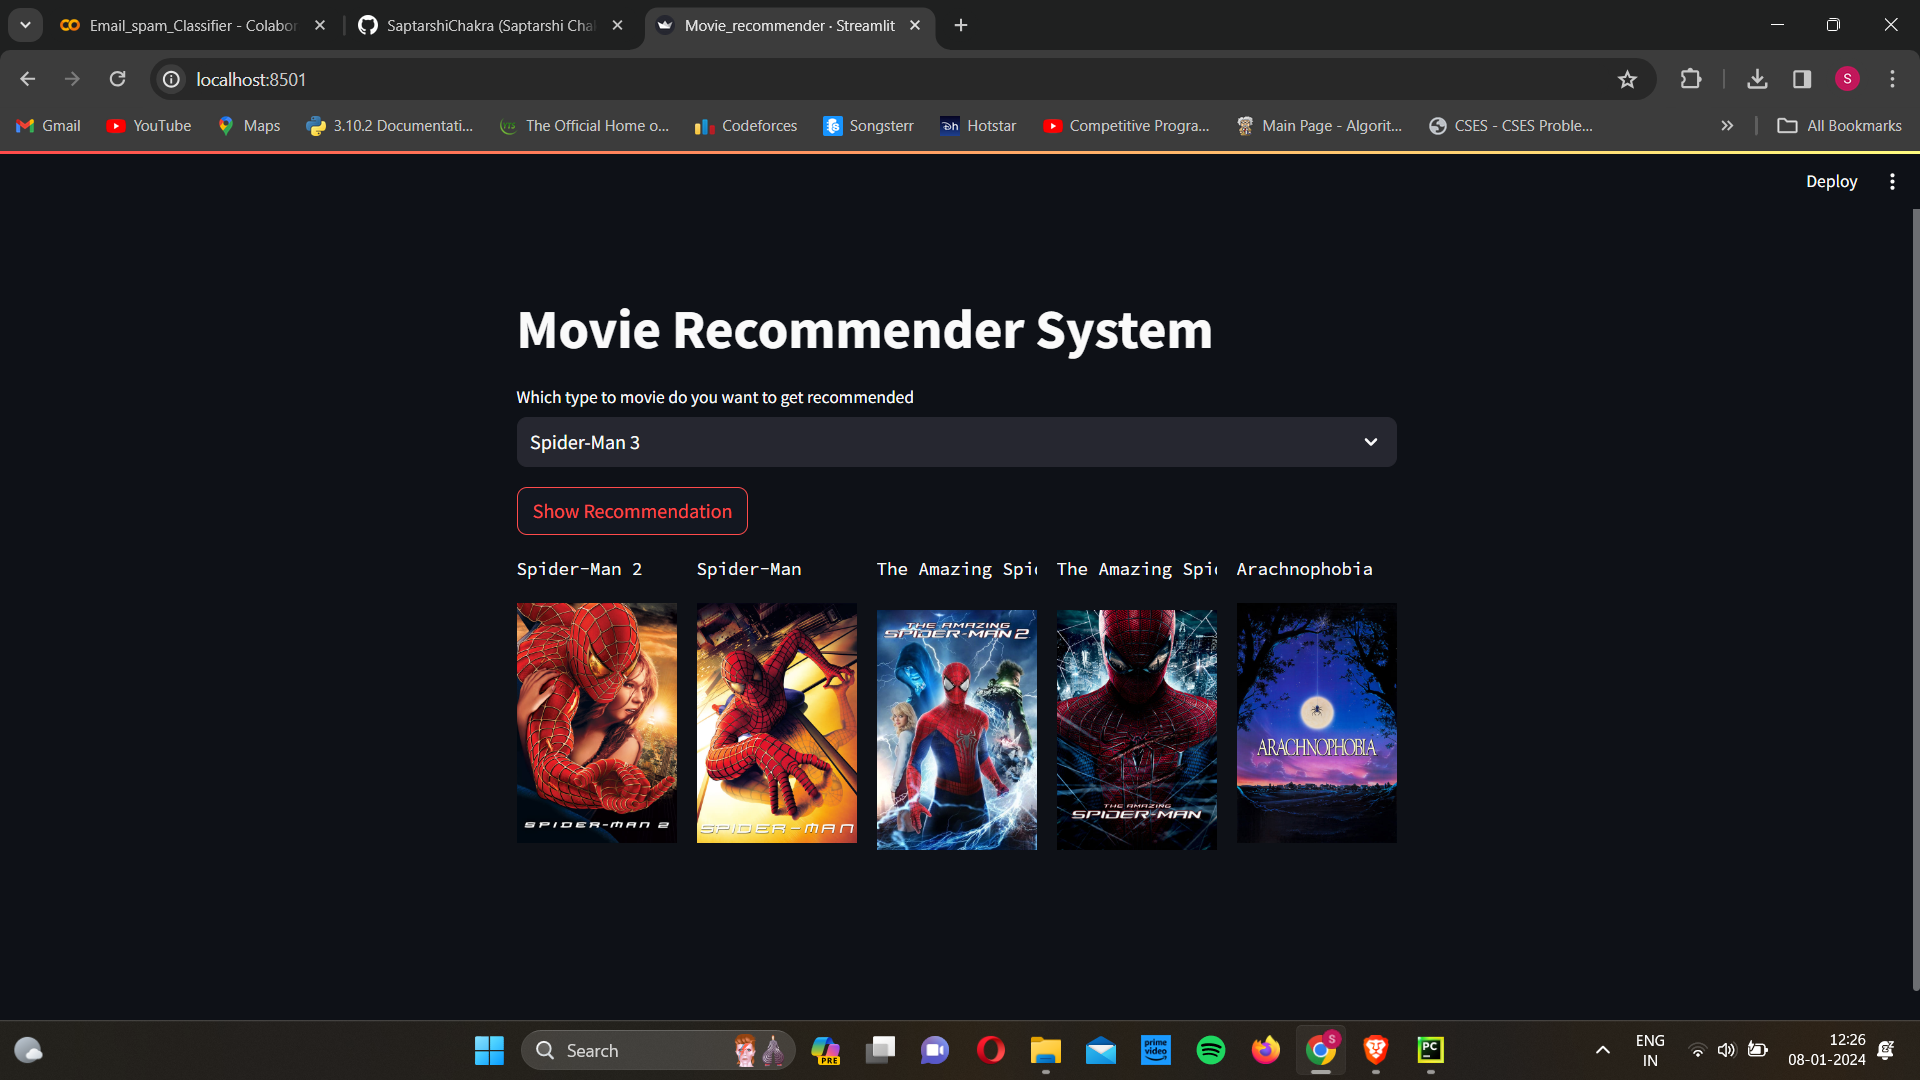 Email_spam_Classifier - Colabor
SaptarshiChakra (Saptarshi Cha
Movie_recommender · Streamlit
localhost:8501
S
Gmail
YouTube
Maps
3.10.2 Documentati...
The Official Home o...
Codeforces
Songsterr
Hotstar
Competitive Progra...
Main Page - Algorit...
CSES - CSES Proble...
All Bookmarks
Deploy
Movie Recommender System
Which type to movie do you want to get recommended
Spider-Man 3
Show Recommendation
Spider-Man 2
Spider-Man
The Amazing Spi
The Amazing Spi
Arachnophobia
SPIDER-MAN 2
SPIDER-MAN
THE AMAZING
SPIDER-MAN 2
THE AMAZING
SPIDER-MAN
ARACHNOPHOBIA
Search
PRE
prime
video
S
PC
ENG
IN
12:26
08-01-2024